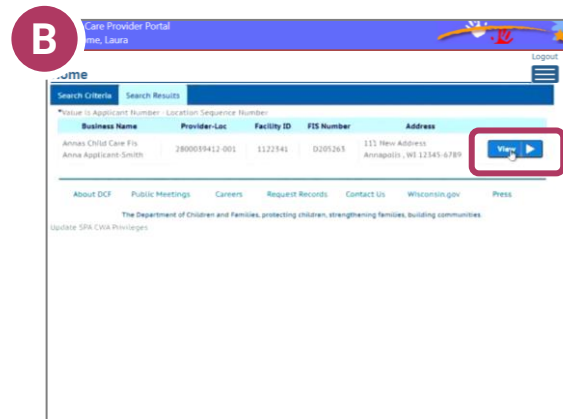 B
Care Provider Portal
me, Laura
Logout
ome
Search Criteria Search Results
*Value is Applicant Number - Location Sequence Number
Business Name Provider-Loc Facility ID FIS Number Address
Annas Child Care Fis 2800039412-001 1122341 D205263 111 New Address
Anna Applicant-Smith Annapolis , WI 12345-6789
View
About DCF Public Meetings Careers Request Records Contact Us Wisconsin.gov Press
The Department of Children and Families, protecting children, strengthening families, building communities
Update SPA CWA Privileges